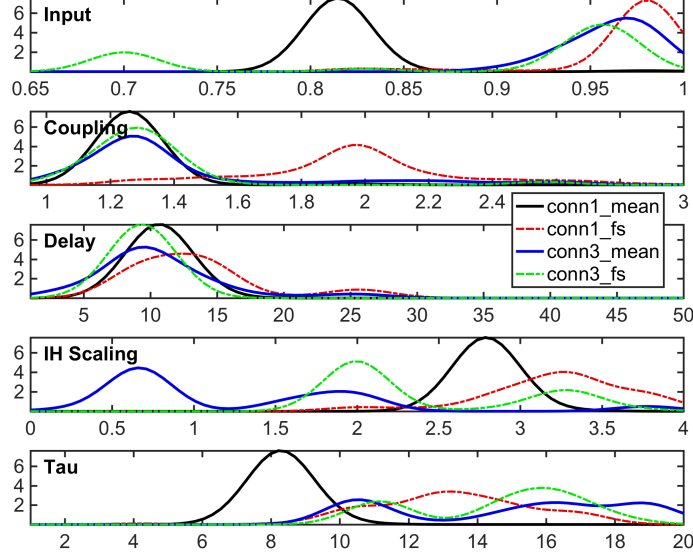 6
4
2
Input
0.65 0.7 0.75 0.8 0.85 0.9 0.95 1
6
4
2
Coupling
1 1.2 1.4 1.6 1.8 2 2.2 2.4 3
conn1_mean
conn1_fs
conn3_mean
conn3_fs
6
4
2
Delay
5 10 15 20 25 30 35 40 45 50
6
4
2
IH Scaling
0 0.5 1 1.5 2 2.5 3 3.5 4
6
4
2
Tau
2 4 6 8 10 12 14 16 18 20